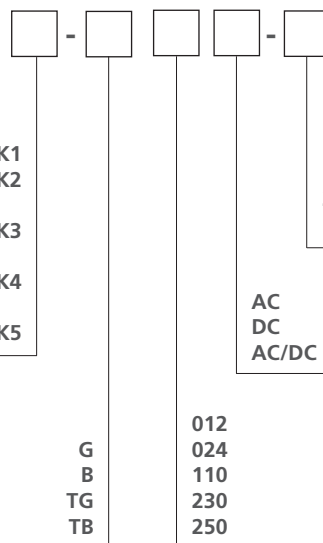 - -
K1
K2
K3
K4
K5
AC
DC
AC/DC
012
G 024
B 110
TG 230
TB 250